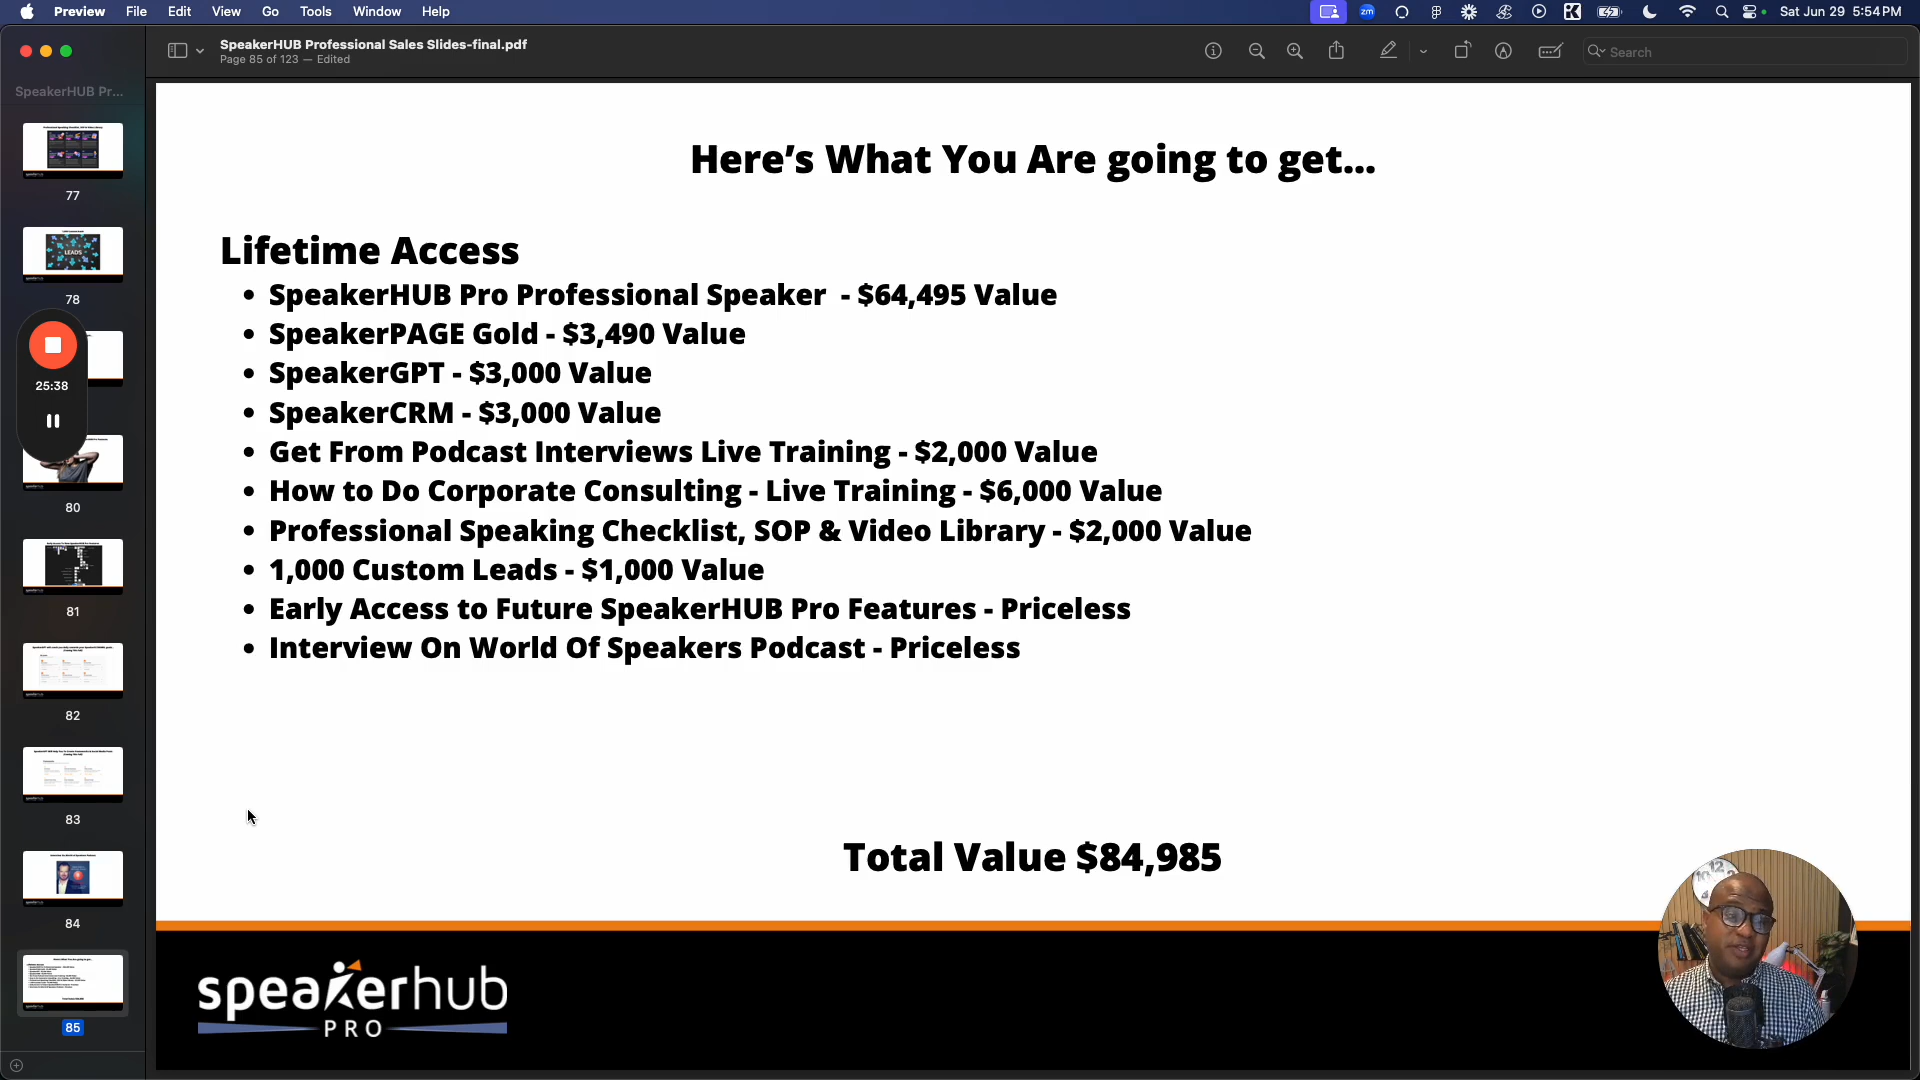 Preview File Edit View Go Tools Window Help
zm
Sat Jun 29 5:54 PM
SpeakerHUB Professional Sales Slides-final.pdf
Page 85 of 123 — Edited
Search
SpeakerHUB Pr...
77
LEADS
78
25:38
80
81
82
83
84
85
Here’s What You Are going to get...
Lifetime Access
• SpeakerHUB Pro Professional Speaker - $64,495 Value
• SpeakerPAGE Gold - $3,490 Value
• SpeakerGPT - $3,000 Value
• SpeakerCRM - $3,000 Value
• Get From Podcast Interviews Live Training - $2,000 Value
• How to Do Corporate Consulting - Live Training - $6,000 Value
• Professional Speaking Checklist, SOP & Video Library - $2,000 Value
• 1,000 Custom Leads - $1,000 Value
• Early Access to Future SpeakerHUB Pro Features - Priceless
• Interview On World Of Speakers Podcast - Priceless
Total Value $84,985
speakerhub
PRO